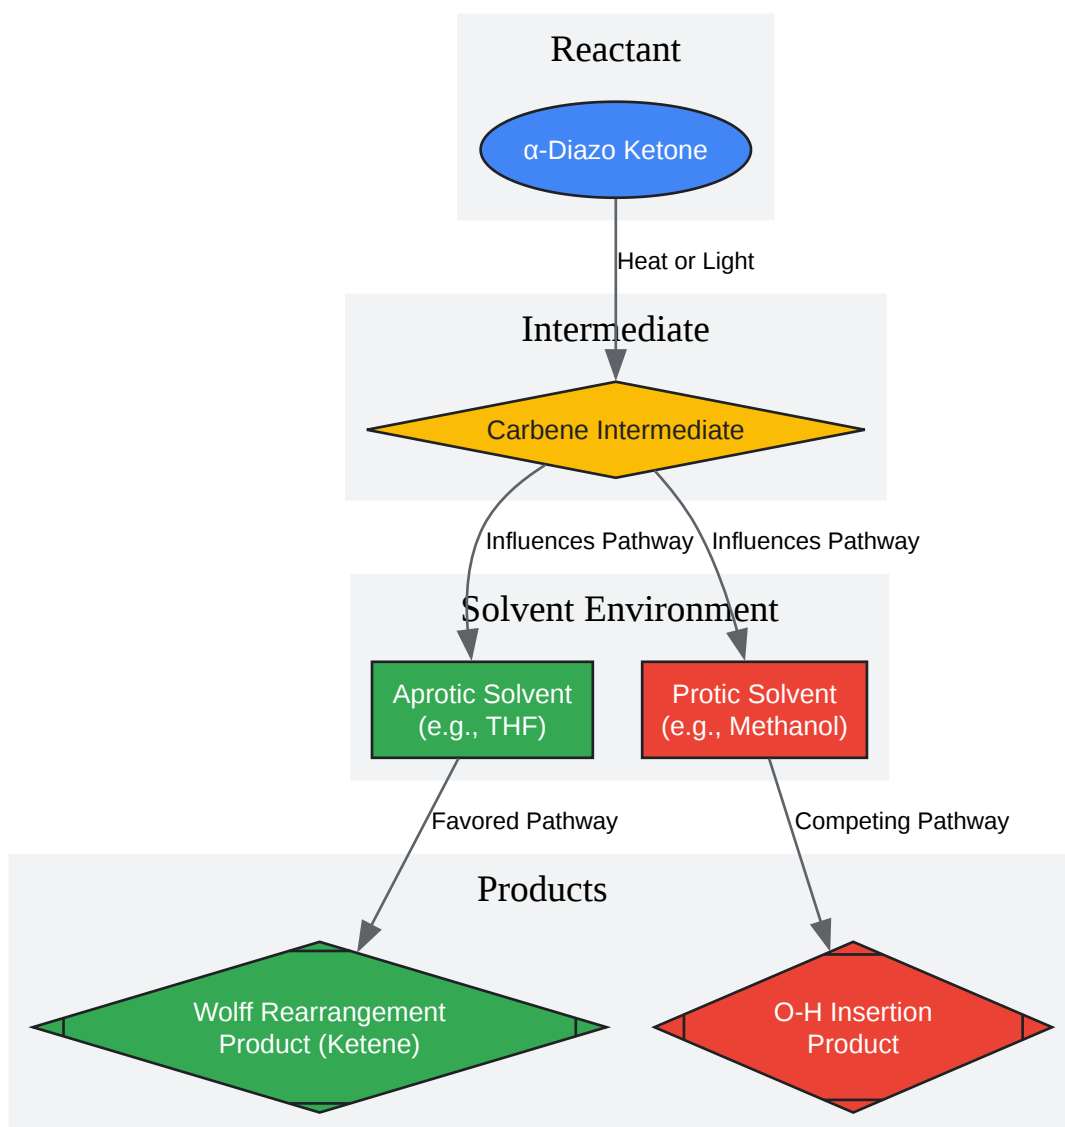 Reactant
α-Diazo Ketone
Heat or Light
Intermediate
Carbene Intermediate
Influences Pathway
Influences Pathway
Solvent Environment
Aprotic Solvent
(e.g., THF)
Protic Solvent
(e.g., Methanol)
Favored Pathway
Competing Pathway
Products
Wolff Rearrangement
Product (Ketene)
O-H Insertion
Product